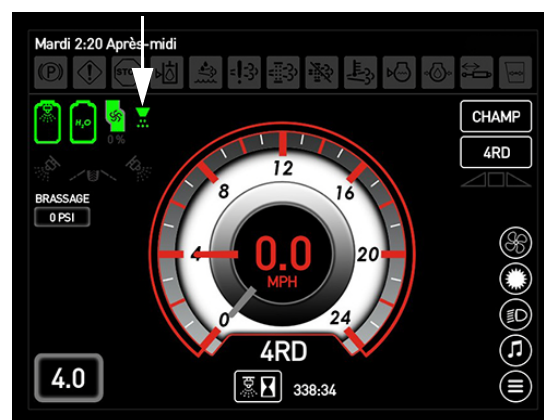 Mardi 2:20 Après-midi
(P)
STOP
H₂O
0 %
CHAMP
4RD
BRASSAGE
0 PSI
0
4
8
12
16
20
24
0.0
MPH
4RD
4.0
338:34